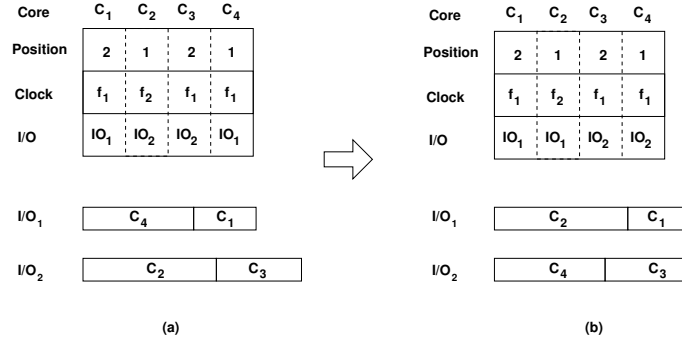 Core C₁ C₂ C₃ C₄
Position 2 1 2 1
Clock f₁ f₂ f₁ f₁
I/O IO₁ IO₂ IO₂ IO₁
I/O₁ C₄ C₁
I/O₂ C₂ C₃
(a)
Core C₁ C₂ C₃ C₄
Position 2 1 2 1
Clock f₁ f₂ f₁ f₁
I/O IO₁ IO₁ IO₂ IO₂
I/O₁ C₂ C₁
I/O₂ C₄ C₃
(b)